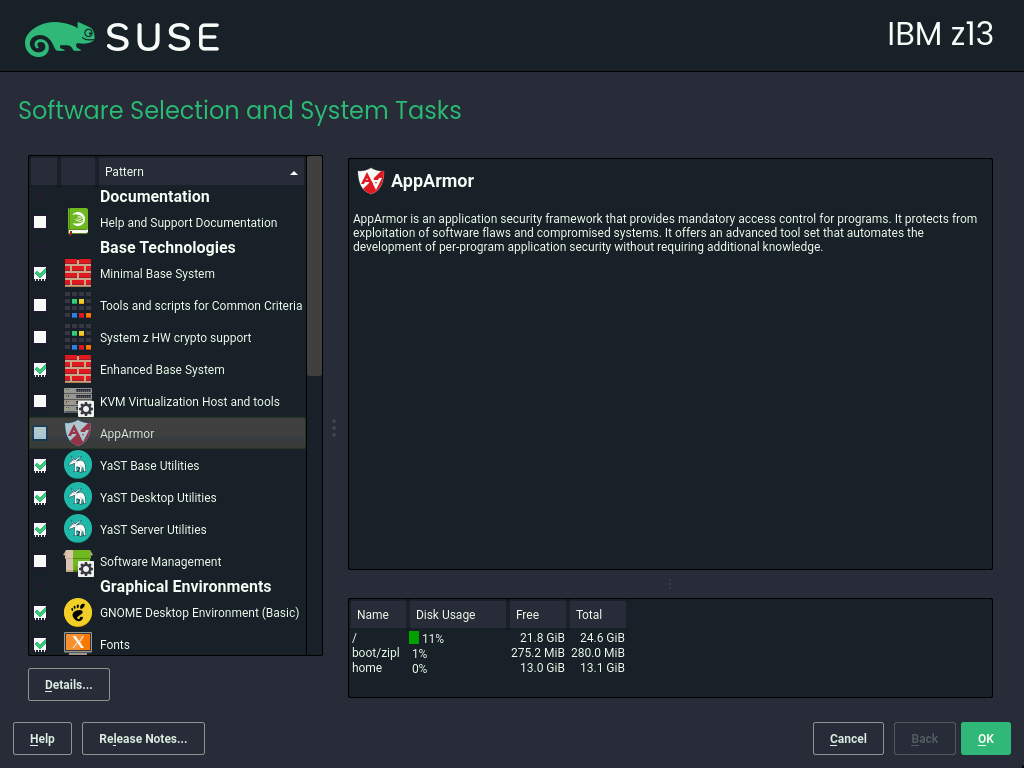 SUSE
IBM z13
Software Selection and System Tasks
Pattern
Documentation
Help and Support Documentation
Base Technologies
Minimal Base System
Tools and scripts for Common Criteria
System z HW crypto support
Enhanced Base System
KVM Virtualization Host and tools
AppArmor
YaST Base Utilities
YaST Desktop Utilities
YaST Server Utilities
Software Management
Graphical Environments
GNOME Desktop Environment (Basic)
Fonts
AppArmor
AppArmor is an application security framework that provides mandatory access control for programs. It protects from
exploitation of software flaws and compromised systems. It offers an advanced tool set that automates the
development of per-program application security without requiring additional knowledge.
Name Disk Usage Free Total
/ 11% 21.8 GiB 24.6 GiB
boot/zipl 1% 275.2 MiB 280.0 MiB
home 0% 13.0 GiB 13.1 GiB
Details...
Help Release Notes... Cancel Back OK